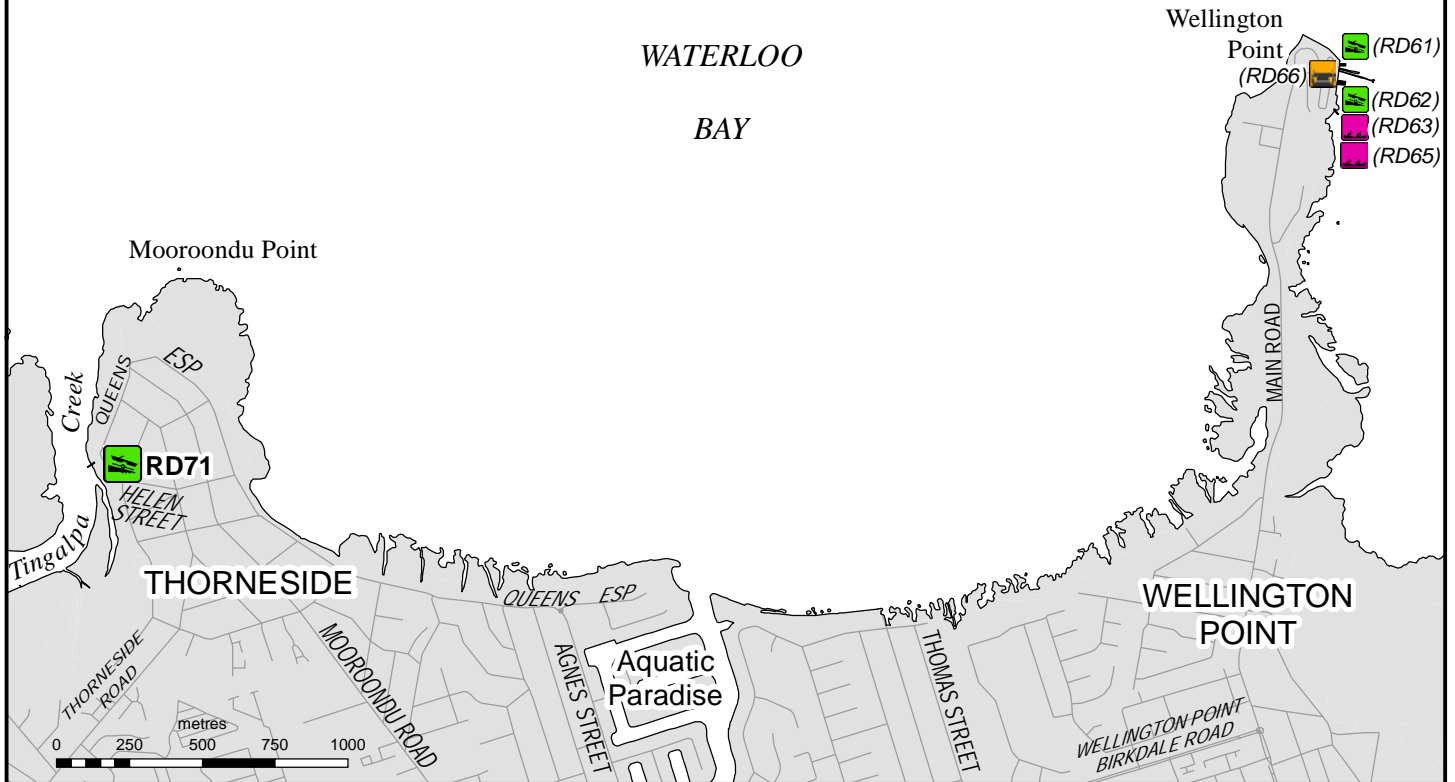 WATERLOO
BAY
Wellington
Point
(RD61)
(RD66)
(RD62)
(RD63)
(RD65)
Mooroondu Point
QUEENS ESP
Creek
Tingalpa
RD71
HELEN
STREET
MAIN ROAD
THORNESIDE
QUEENS ESP
WELLINGTON
POINT
THORNESIDE
ROAD
MOOROONDU ROAD
AGNES STREET
Aquatic
Paradise
THOMAS STREET
WELLINGTON POINT
BIRKDALE ROAD
metres
0 250 500 750 1000